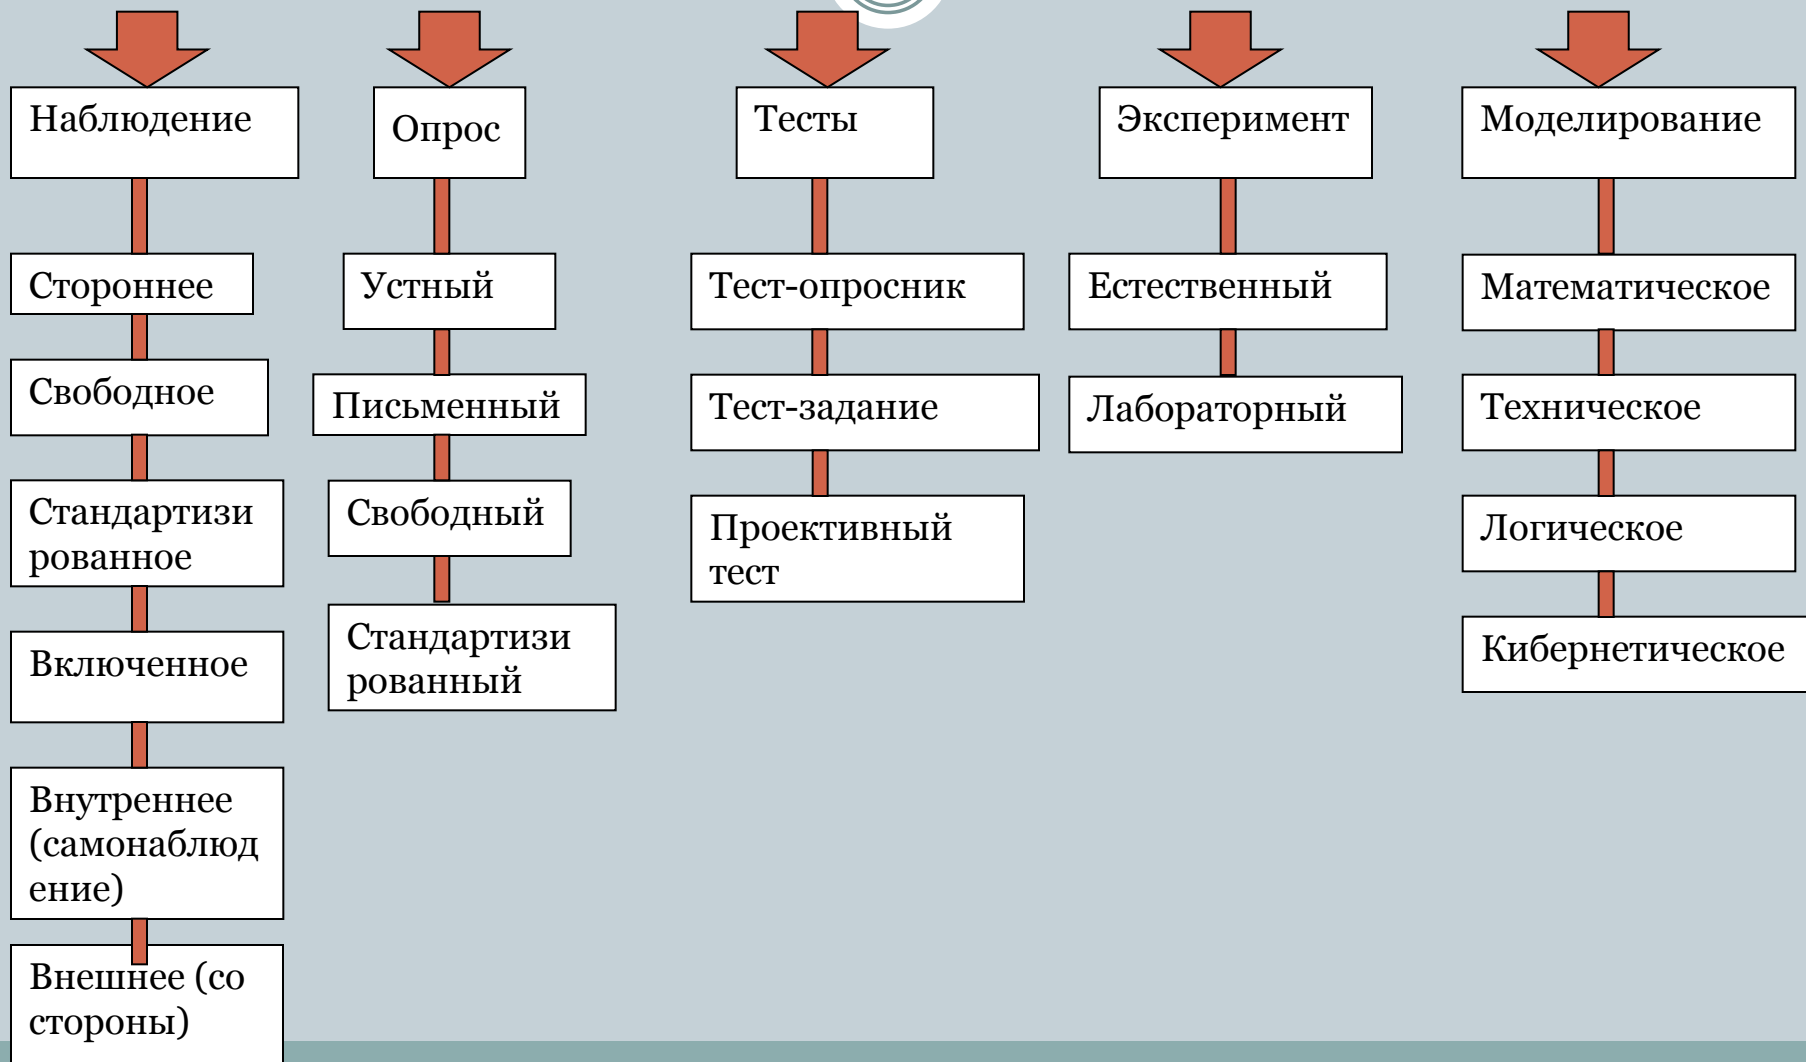 Наблюдение
Стороннее
Свободное
Стандартизи
рованное
Включенное
Внутреннее
(самонаблюд
ение)
Внешнее (со
стороны)
Опрос
Устный
Письменный
Свободный
Стандартизи
рованный
Тесты
Тест-опросник
Тест-задание
Проективный
тест
Эксперимент
Естественный
Лабораторный
Моделирование
Математическое
Техническое
Логическое
Кибернетическое